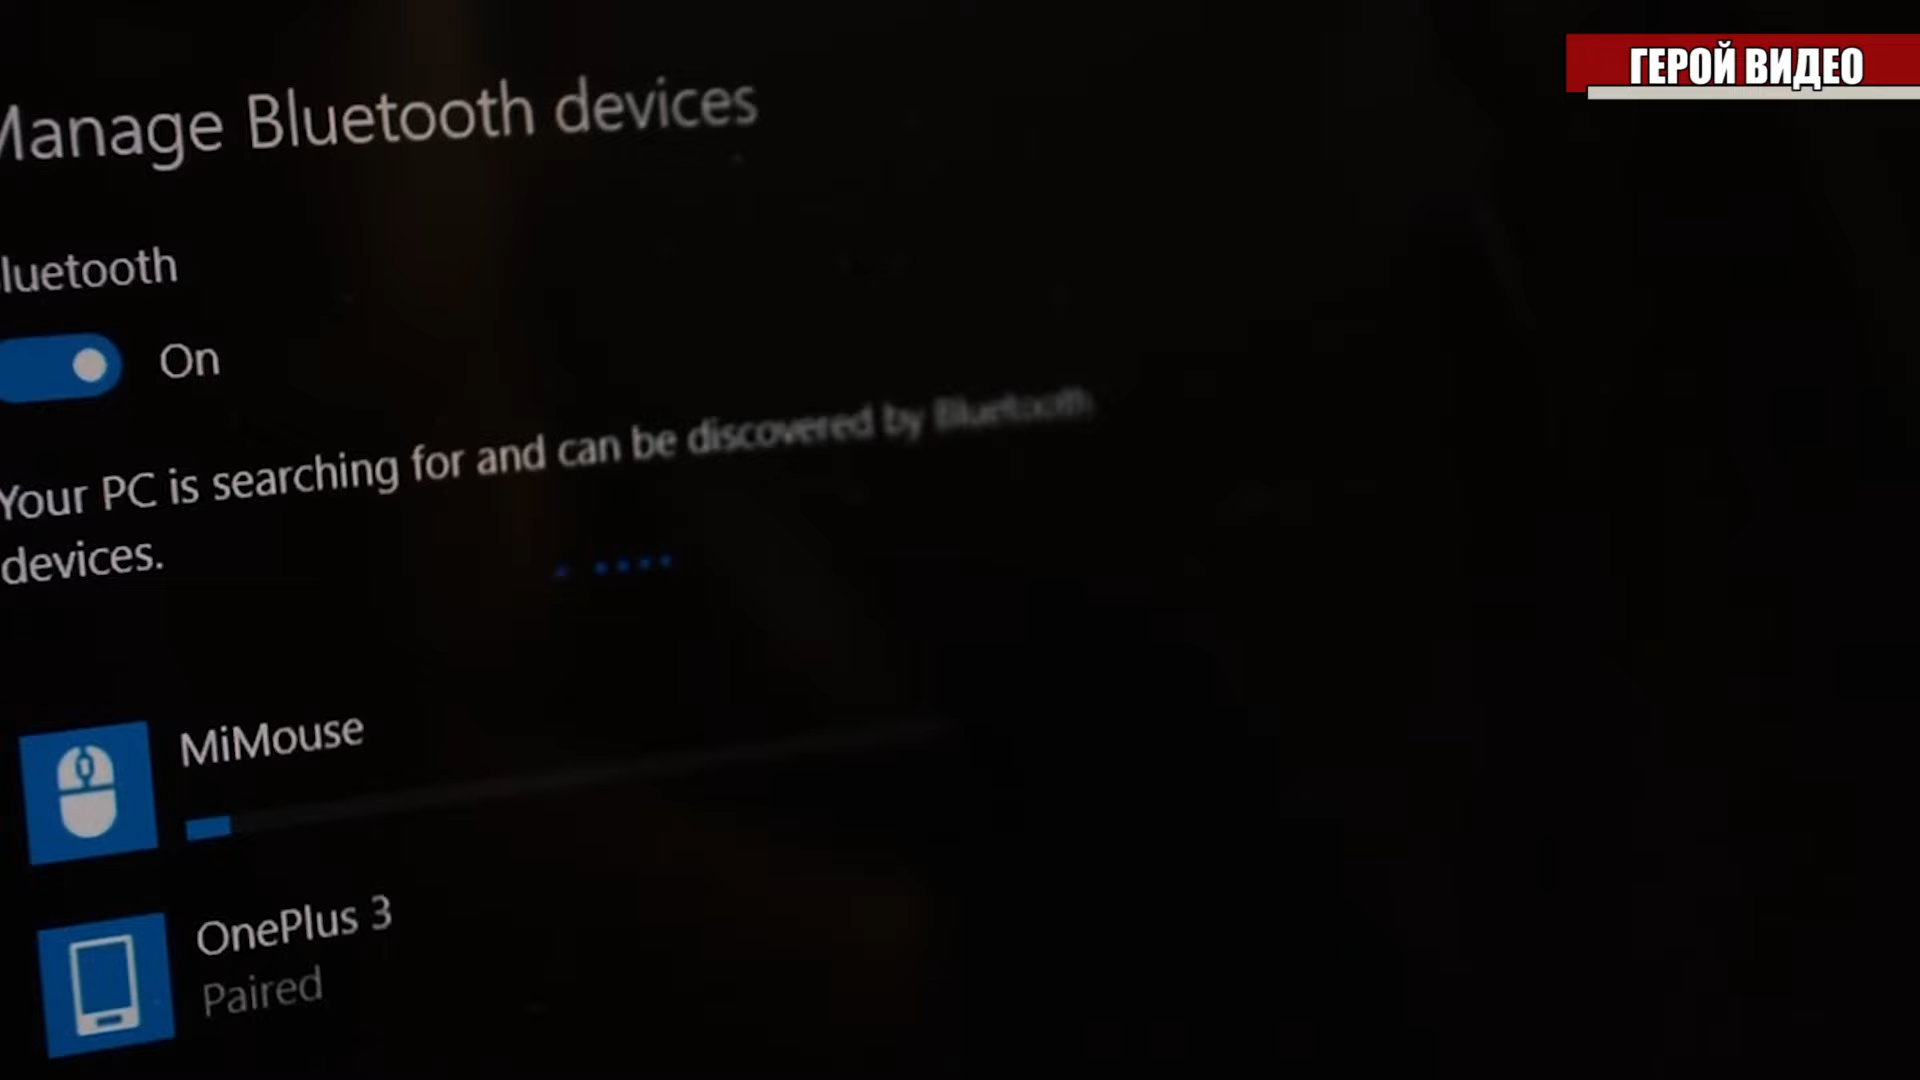 ГЕРОЙ ВИДЕО
Manage Bluetooth devices
luetooth
On
Your PC is searching for and can be discovered by Bluetooth
devices.
MiMouse
OnePlus 3
Paired